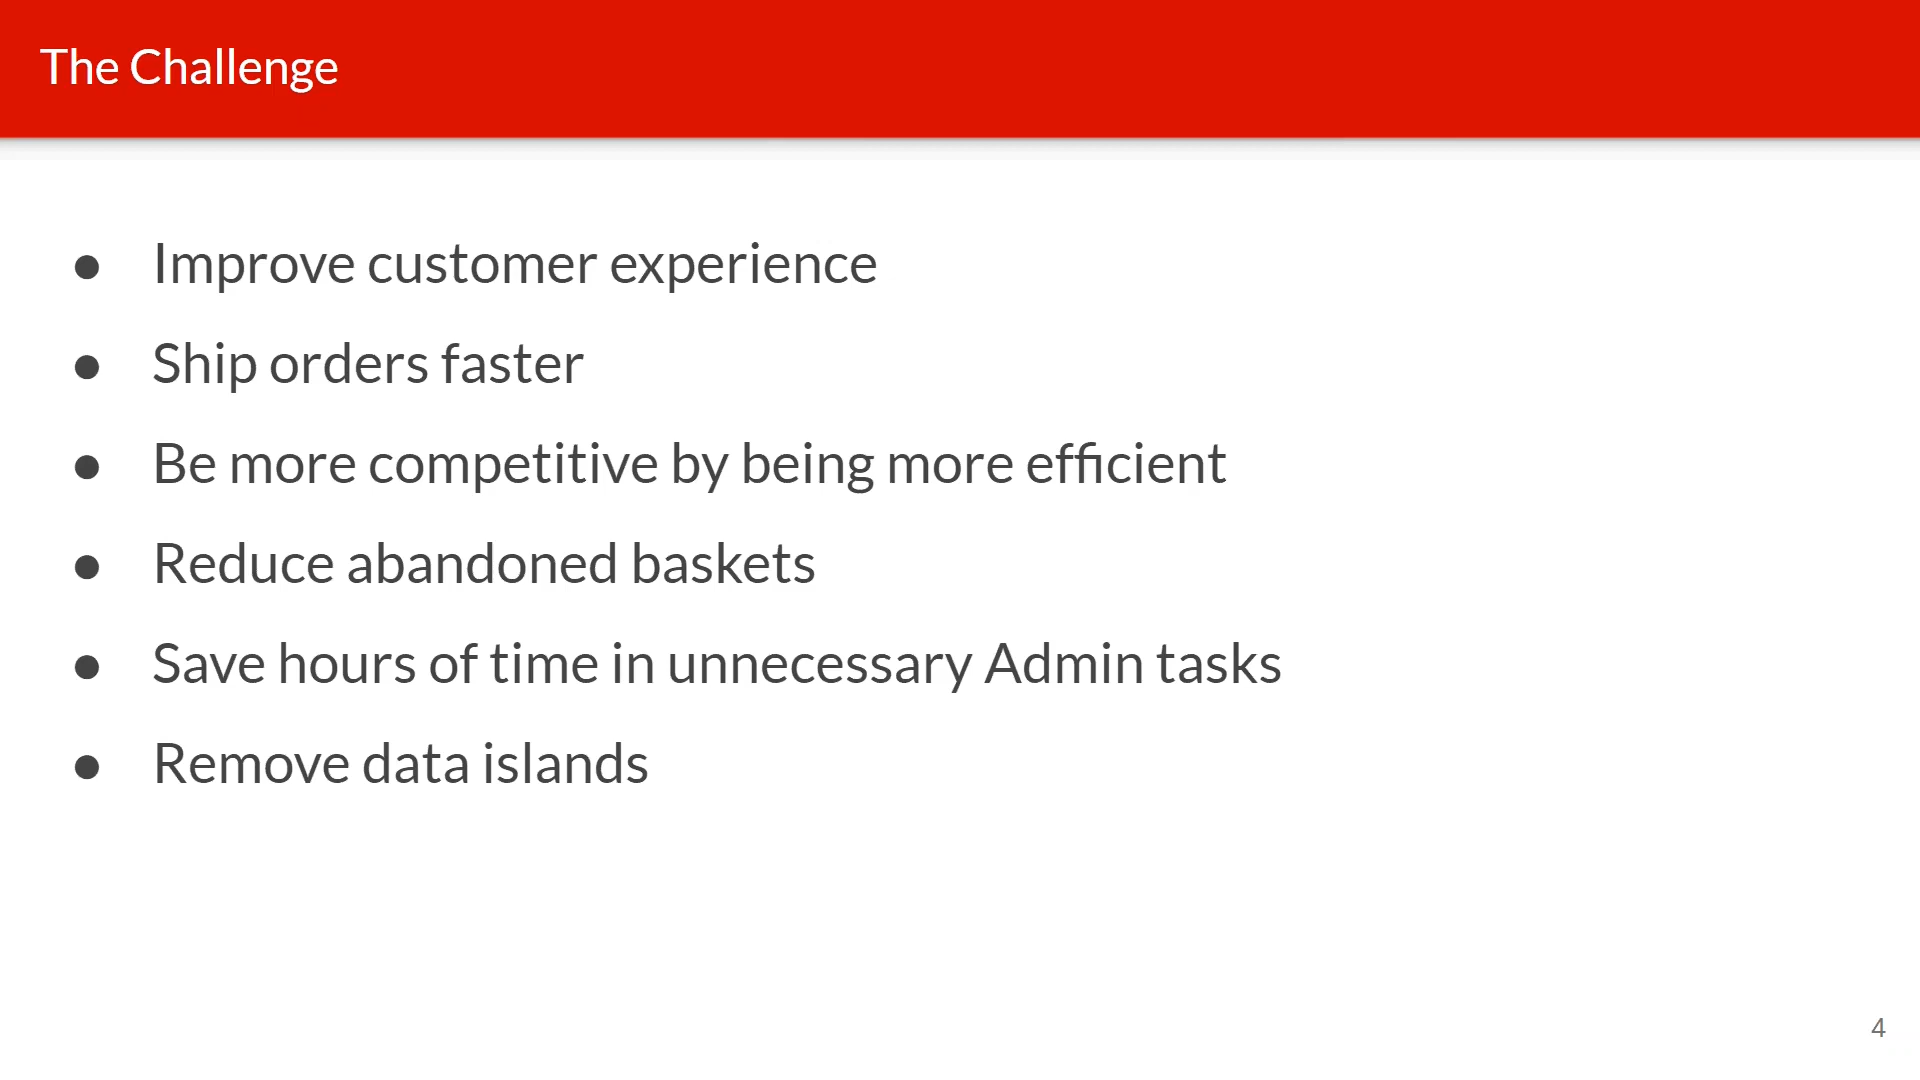 The Challenge
● Improve customer experience
● Ship orders faster
● Be more competitive by being more efficient
● Reduce abandoned baskets
● Save hours of time in unnecessary Admin tasks
● Remove data islands
4